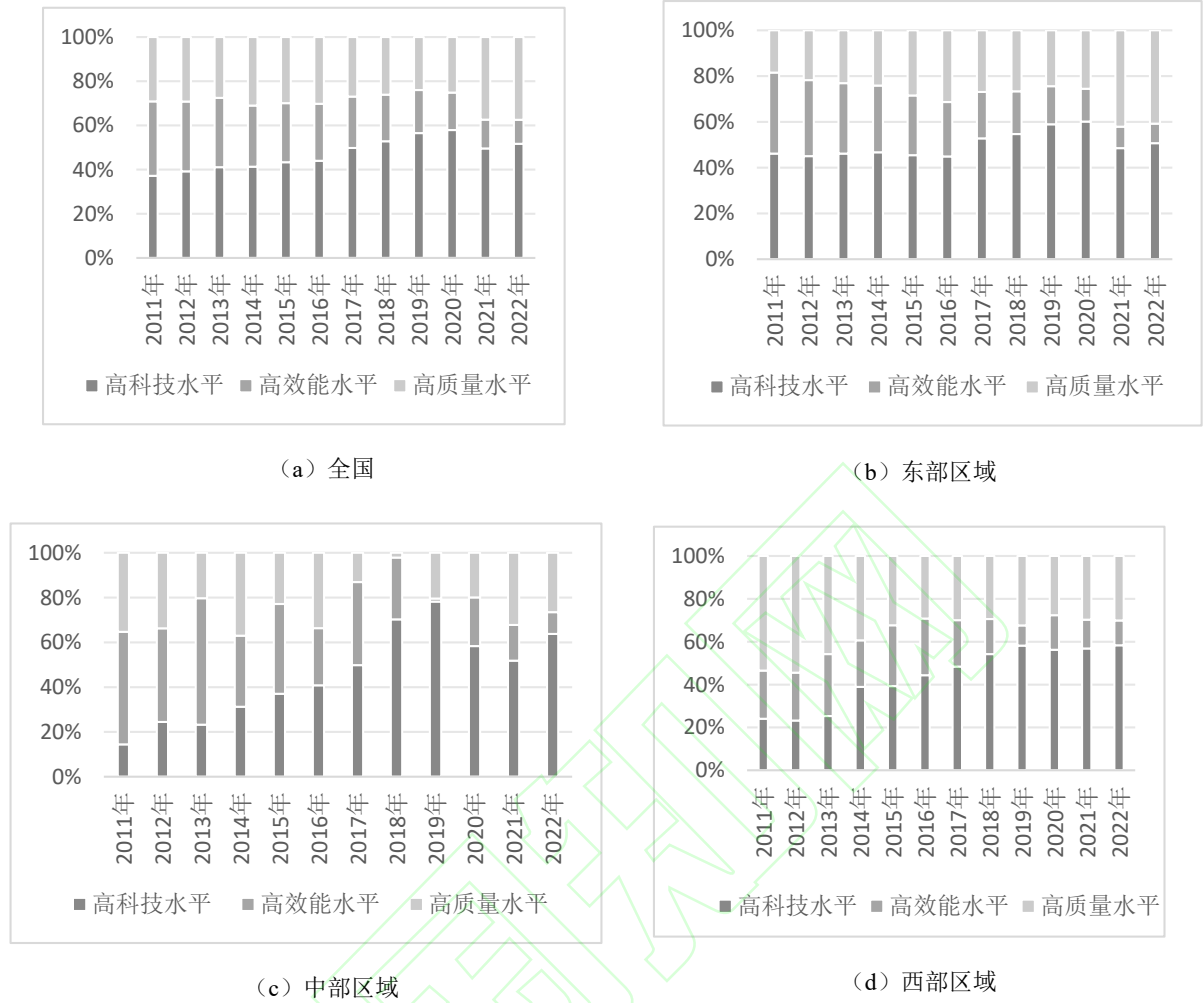 100%
80%
60%
40%
20%
0%
2011年
2012年
2013年
2014年
2015年
2016年
2017年
2018年
2019年
2020年
2021年
2022年
■高科技水平 ■高效能水平 ■高质量水平
（a）全国
100%
80%
60%
40%
20%
0%
2011年
2012年
2013年
2014年
2015年
2016年
2017年
2018年
2019年
2020年
2021年
2022年
■高科技水平 ■高效能水平 ■高质量水平
（b）东部区域
100%
80%
60%
40%
20%
0%
2011年
2012年
2013年
2014年
2015年
2016年
2017年
2018年
2019年
2020年
2021年
2022年
■高科技水平 ■高效能水平 ■高质量水平
（c）中部区域
100%
80%
60%
40%
20%
0%
2011年
2012年
2013年
2014年
2015年
2016年
2017年
2018年
2019年
2020年
2021年
2022年
■高科技水平 ■高效能水平 ■高质量水平
（d）西部区域